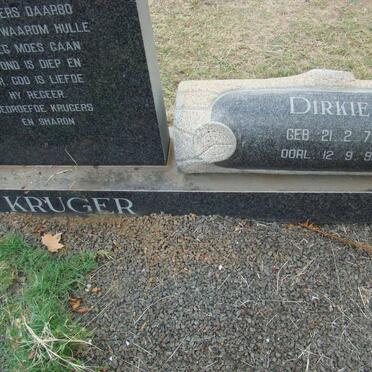 ERS DAARBO
WAAROM HULLE
EG MOES GAAN
OND IS DIEP EN
R GOD IS LIEFDE
HY REGEER.
BEDROEFDE KRUGERS
EN SHARON
DIRKIE
GEB 21. 2. 7
OORL 12. 9. 9
KRUGER